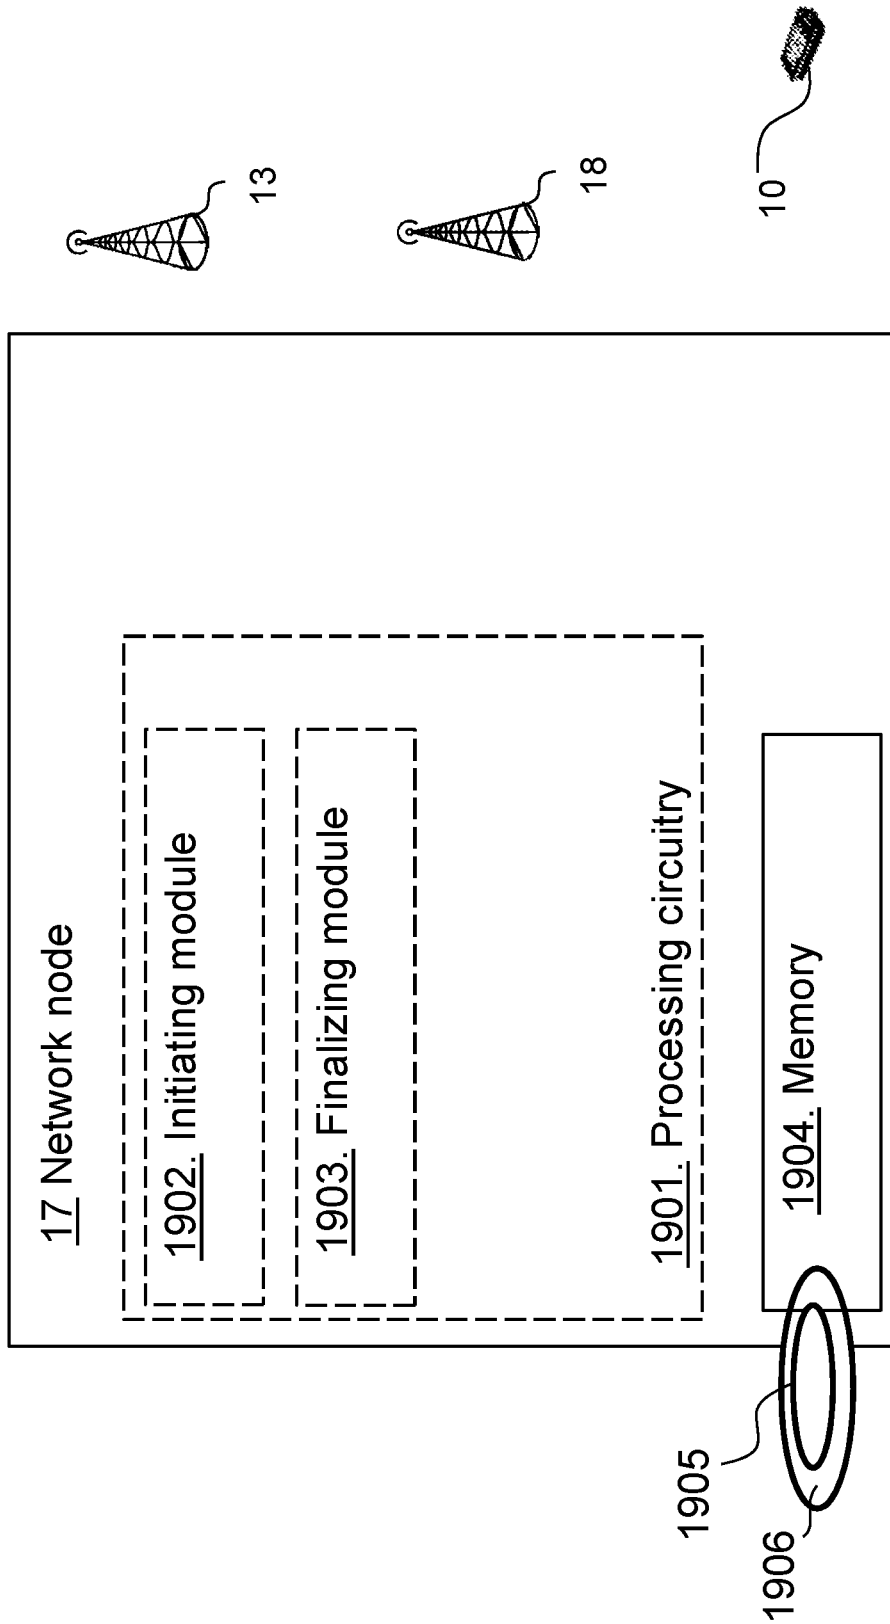 17 Network node
1902. Initiating module
1903. Finalizing module
1901. Processing circuitry
1904. Memory
1905
1906
13
18
10